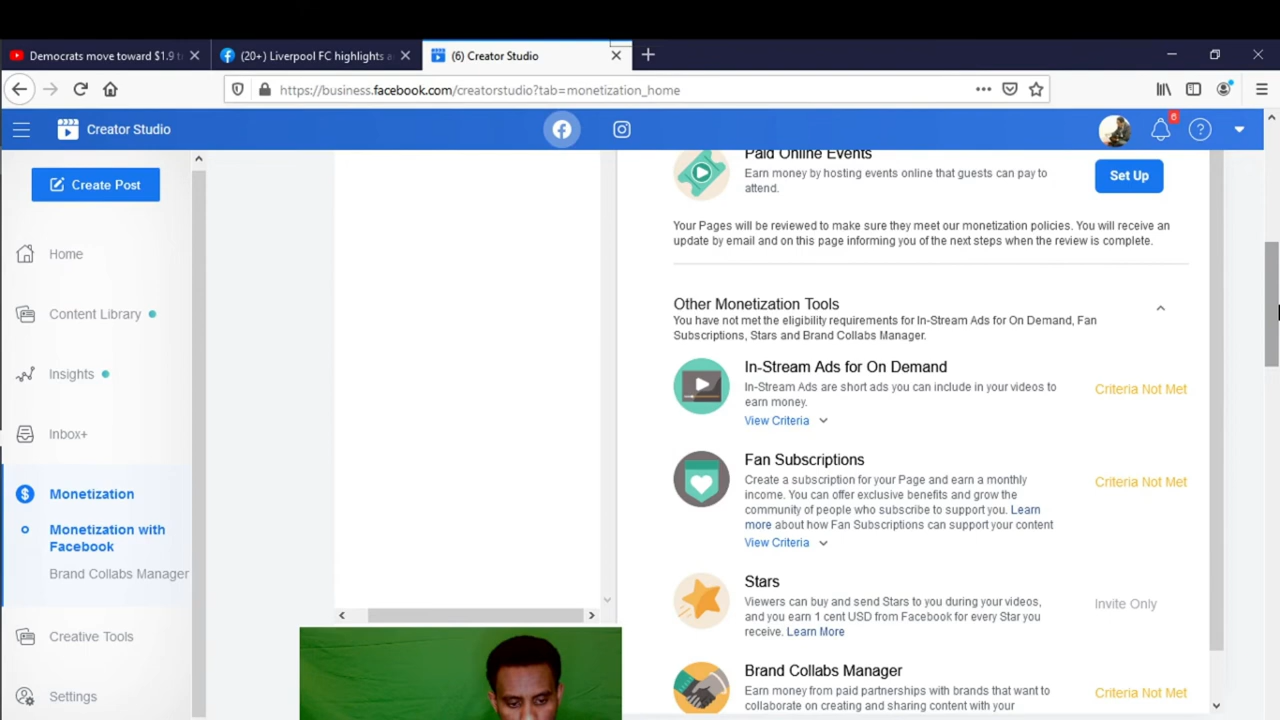 Democrats move toward $1.9 t
(20+) Liverpool FC highlights a
(6) Creator Studio
https://business.facebook.com/creatorstudio?tab=monetization_home
Creator Studio
6
Create Post
Home
Content Library
Insights
Inbox+
Monetization
Monetization with
Facebook
Brand Collabs Manager
Creative Tools
Settings
Paid Online Events
Earn money by hosting events online that guests can pay to
attend.
Set Up
Your Pages will be reviewed to make sure they meet our monetization policies. You will receive an
update by email and on this page informing you of the next steps when the review is complete.
Other Monetization Tools
You have not met the eligibility requirements for In-Stream Ads for On Demand, Fan
Subscriptions, Stars and Brand Collabs Manager.
In-Stream Ads for On Demand
In-Stream Ads are short ads you can include in your videos to
earn money.
Criteria Not Met
View Criteria
Fan Subscriptions
Create a subscription for your Page and earn a monthly
income. You can offer exclusive benefits and grow the
community of people who subscribe to support you. Learn
more about how Fan Subscriptions can support your content
Criteria Not Met
View Criteria
Stars
Viewers can buy and send Stars to you during your videos,
and you earn 1 cent USD from Facebook for every Star you
receive. Learn More
Invite Only
Brand Collabs Manager
Earn money from paid partnerships with brands that want to
collaborate on creating and sharing content with your
Criteria Not Met